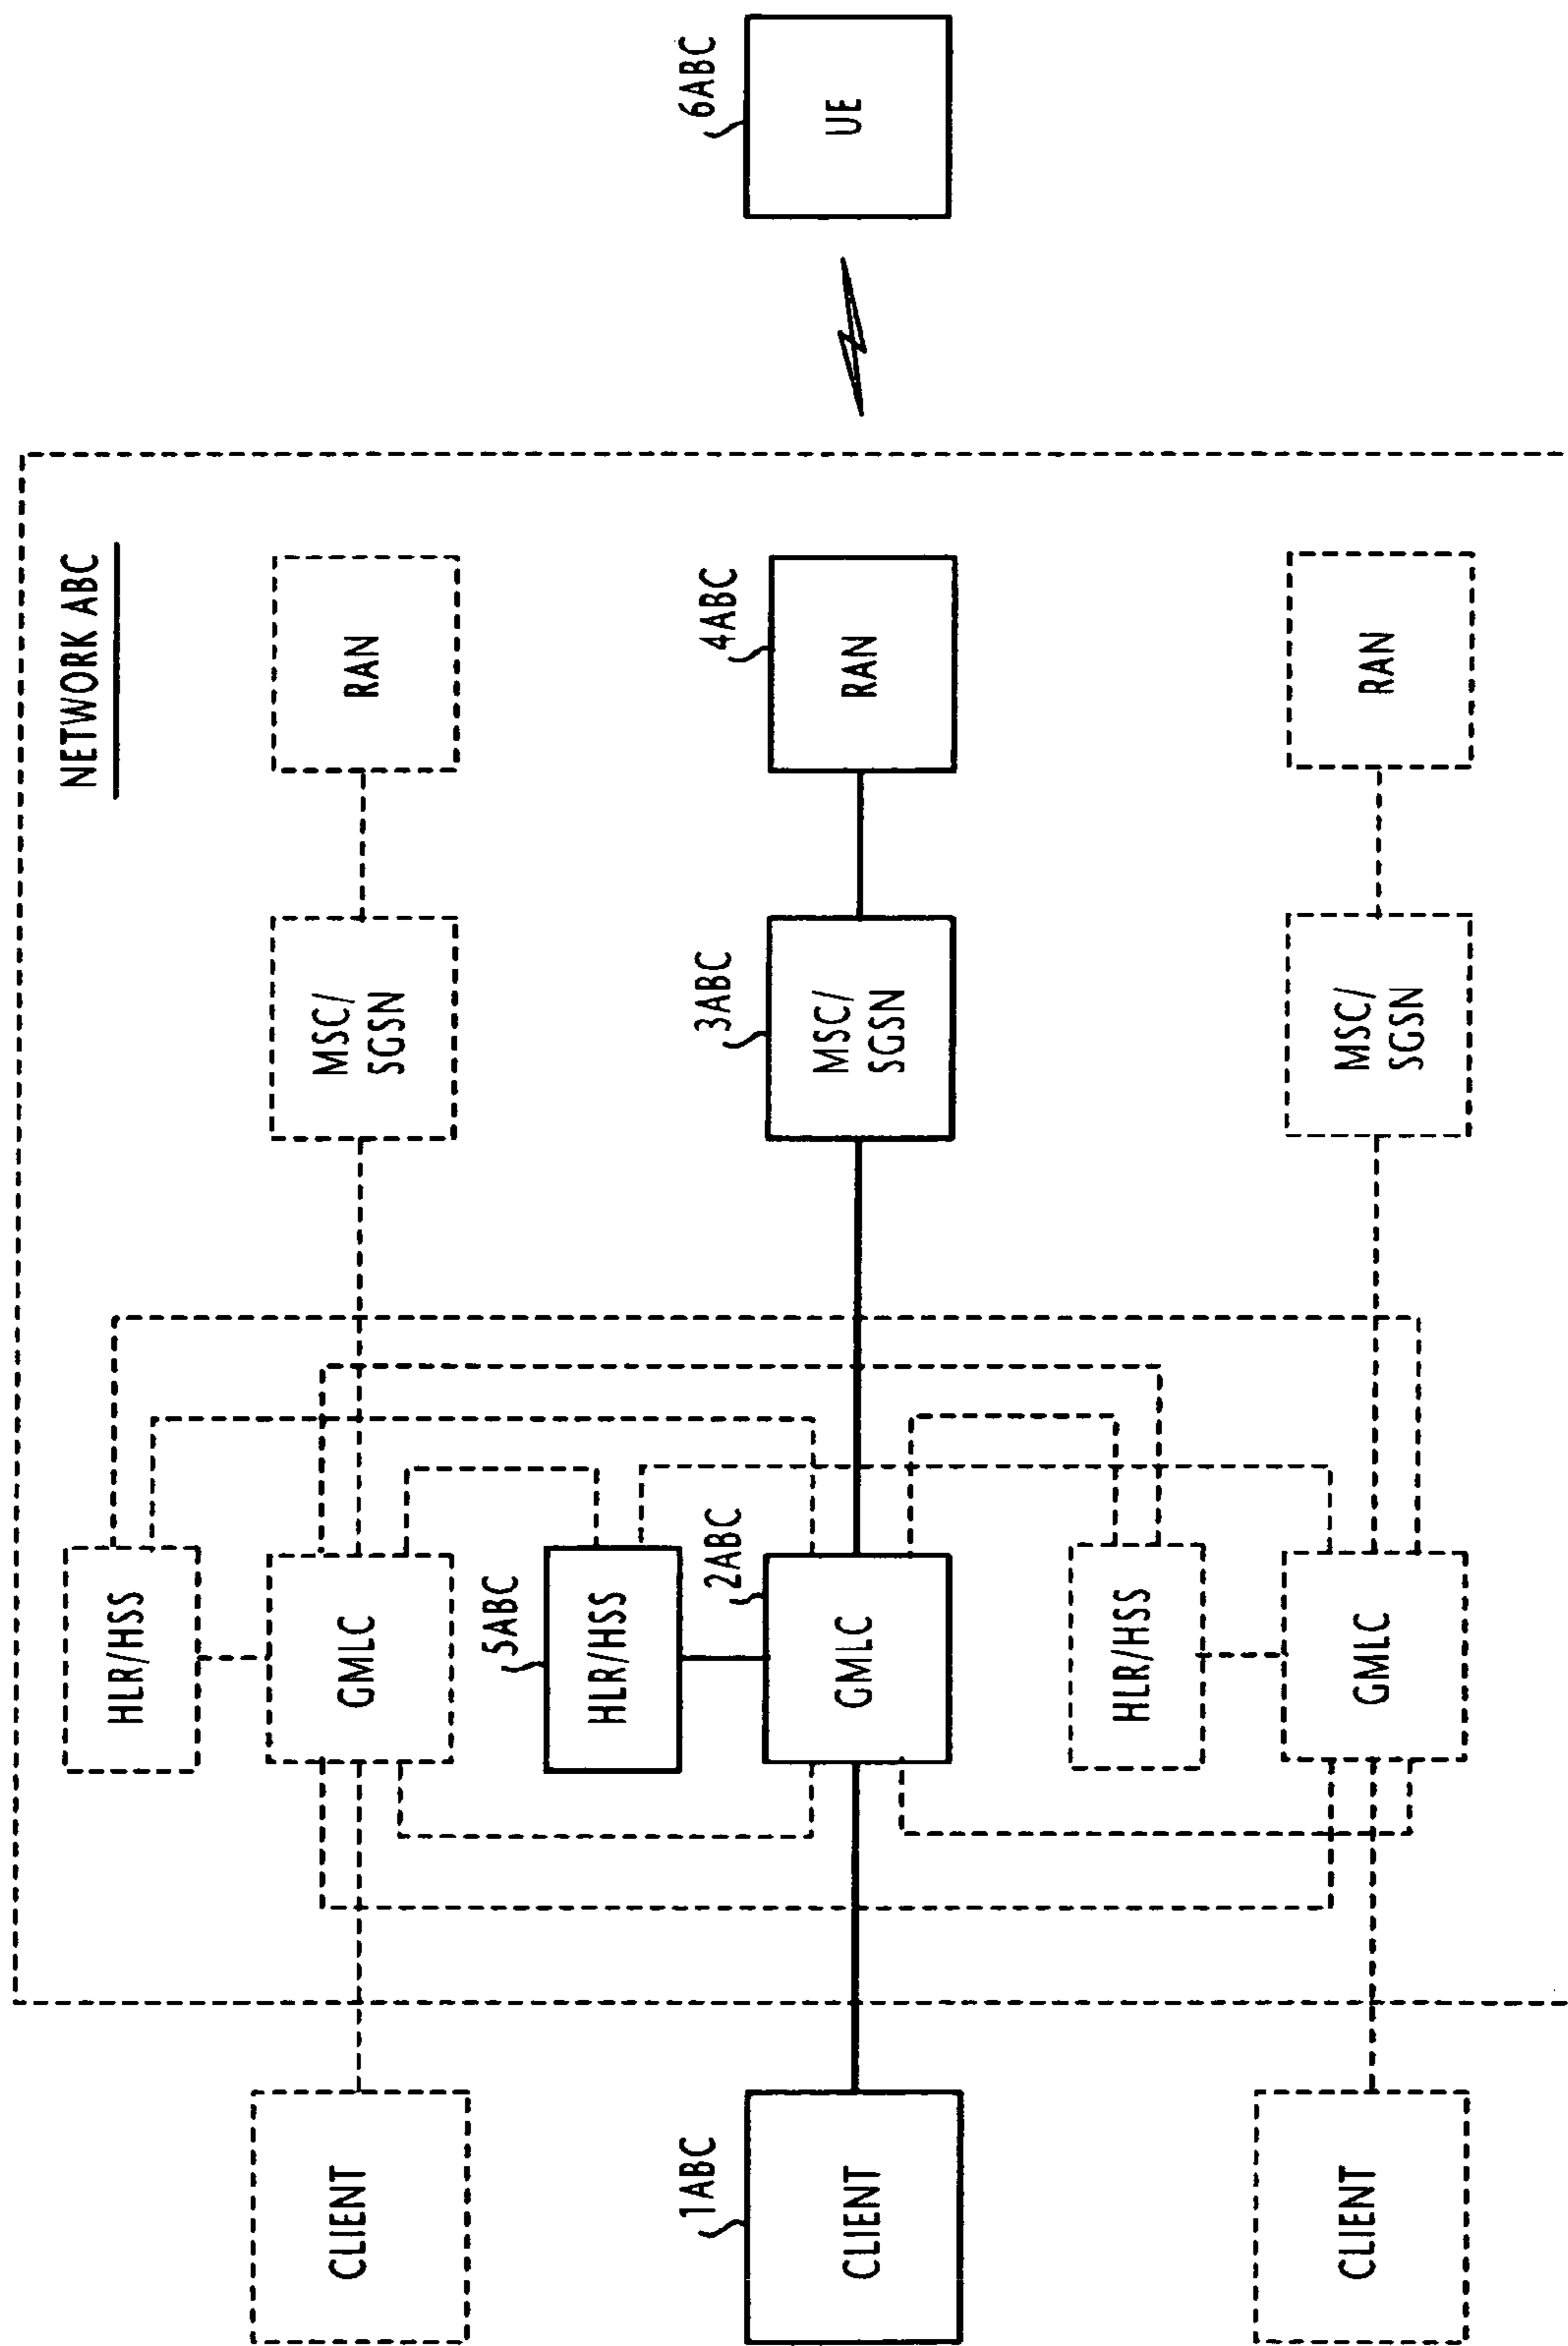 NETWORK ABC
HLR/HSS
CLIENT
GMLC
MSC/
SGSN
RAN
5ABC
HLR/HSS
1ABC
CLIENT
2ABC
GMLC
3ABC
MSC/
SGSN
4ABC
RAN
6ABC
UE
HLR/HSS
CLIENT
GMLC
MSC/
SGSN
RAN